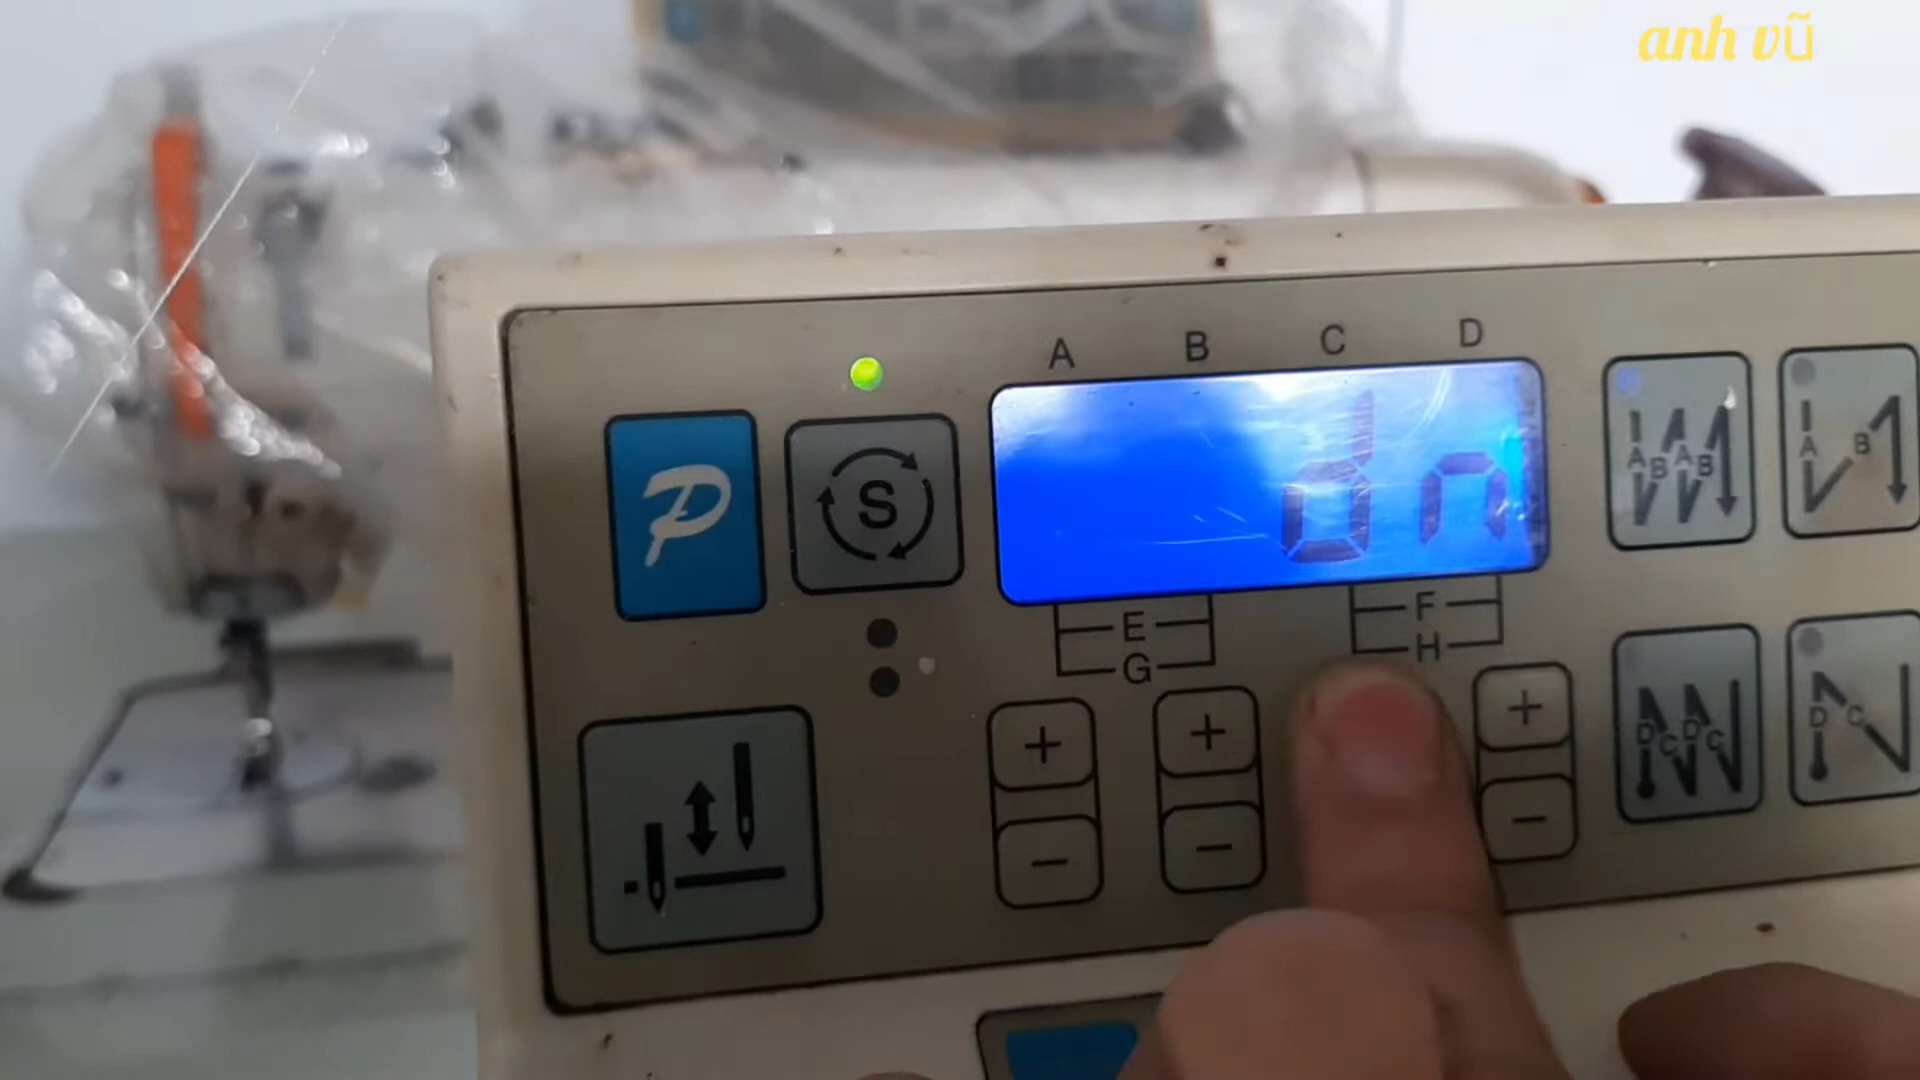 anh vũ
A B C D
P
S
dn
E F
G H
+ + +
- - -
A B A B
A B
D C D C
D C